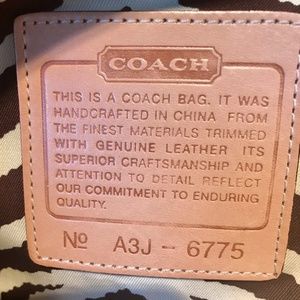 COACH
THIS IS A COACH BAG. IT WAS
HANDCRAFTED IN CHINA FROM
THE FINEST MATERIALS TRIMMED
WITH GENUINE LEATHER ITS
SUPERIOR CRAFTSMANSHIP AND
ATTENTION TO DETAIL REFLECT
OUR COMMITMENT TO ENDURING
QUALITY.
No A3J - 6775